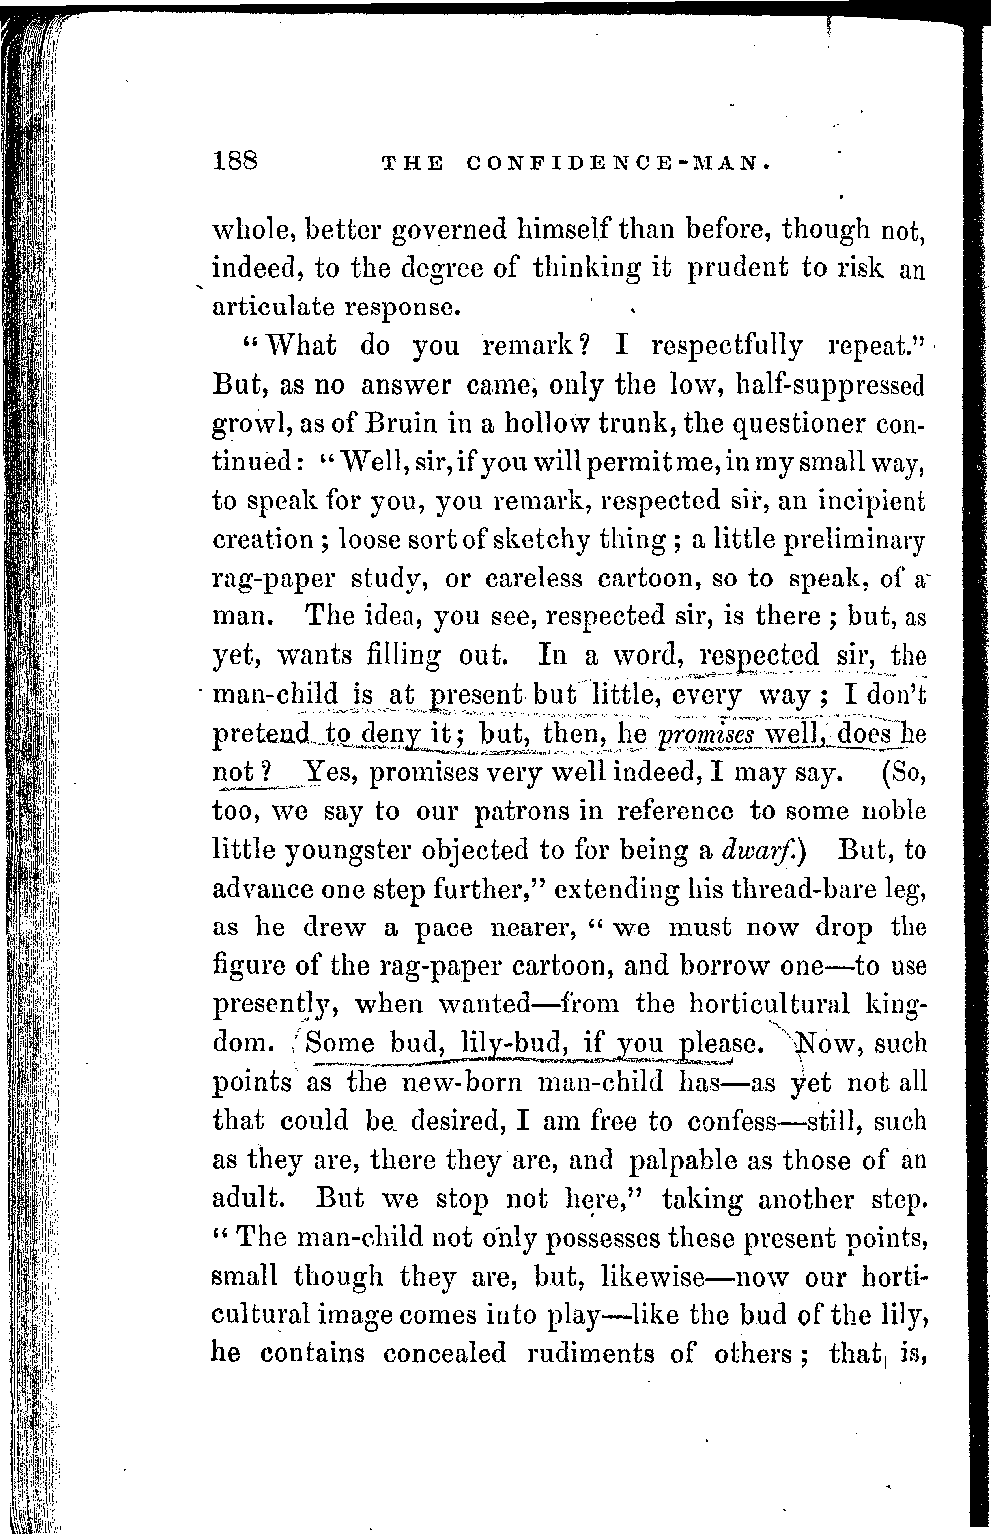 188 THE CONFIDENCE-MAN.
whole, better governed himself than before, though not,
indeed, to the degree of thinking it prudent to risk an
articulate response.
“What do you remark? I respectfully repeat.”
But, as no answer came, only the low, half-suppressed
growl, as of Bruin in a hollow trunk, the questioner con-
tinued: “Well, sir, if you will permit me, in my small way,
to speak for you, you remark, respected sir, an incipient
creation; loose sort of sketchy thing; a little preliminary
rag-paper study, or careless cartoon, so to speak, of a
man. The idea, you see, respected sir, is there; but, as
yet, wants filling out. In a word, respected sir, the
man-child is at present but little, every way; I don’t
pretend to deny it; but, then, he promises well, does he
not? Yes, promises very well indeed, I may say. (So,
too, we say to our patrons in reference to some noble
little youngster objected to for being a dwarf.) But, to
advance one step further,” extending his thread-bare leg,
as he drew a pace nearer, “we must now drop the
figure of the rag-paper cartoon, and borrow one—to use
presently, when wanted—from the horticultural king-
dom. Some bud, lily-bud, if you please. Now, such
points as the new-born man-child has—as yet not all
that could be desired, I am free to confess—still, such
as they are, there they are, and palpable as those of an
adult. But we stop not here,” taking another step.
“The man-child not only possesses these present points,
small though they are, but, likewise—now our horti-
cultural image comes into play—like the bud of the lily,
he contains concealed rudiments of others; that is,